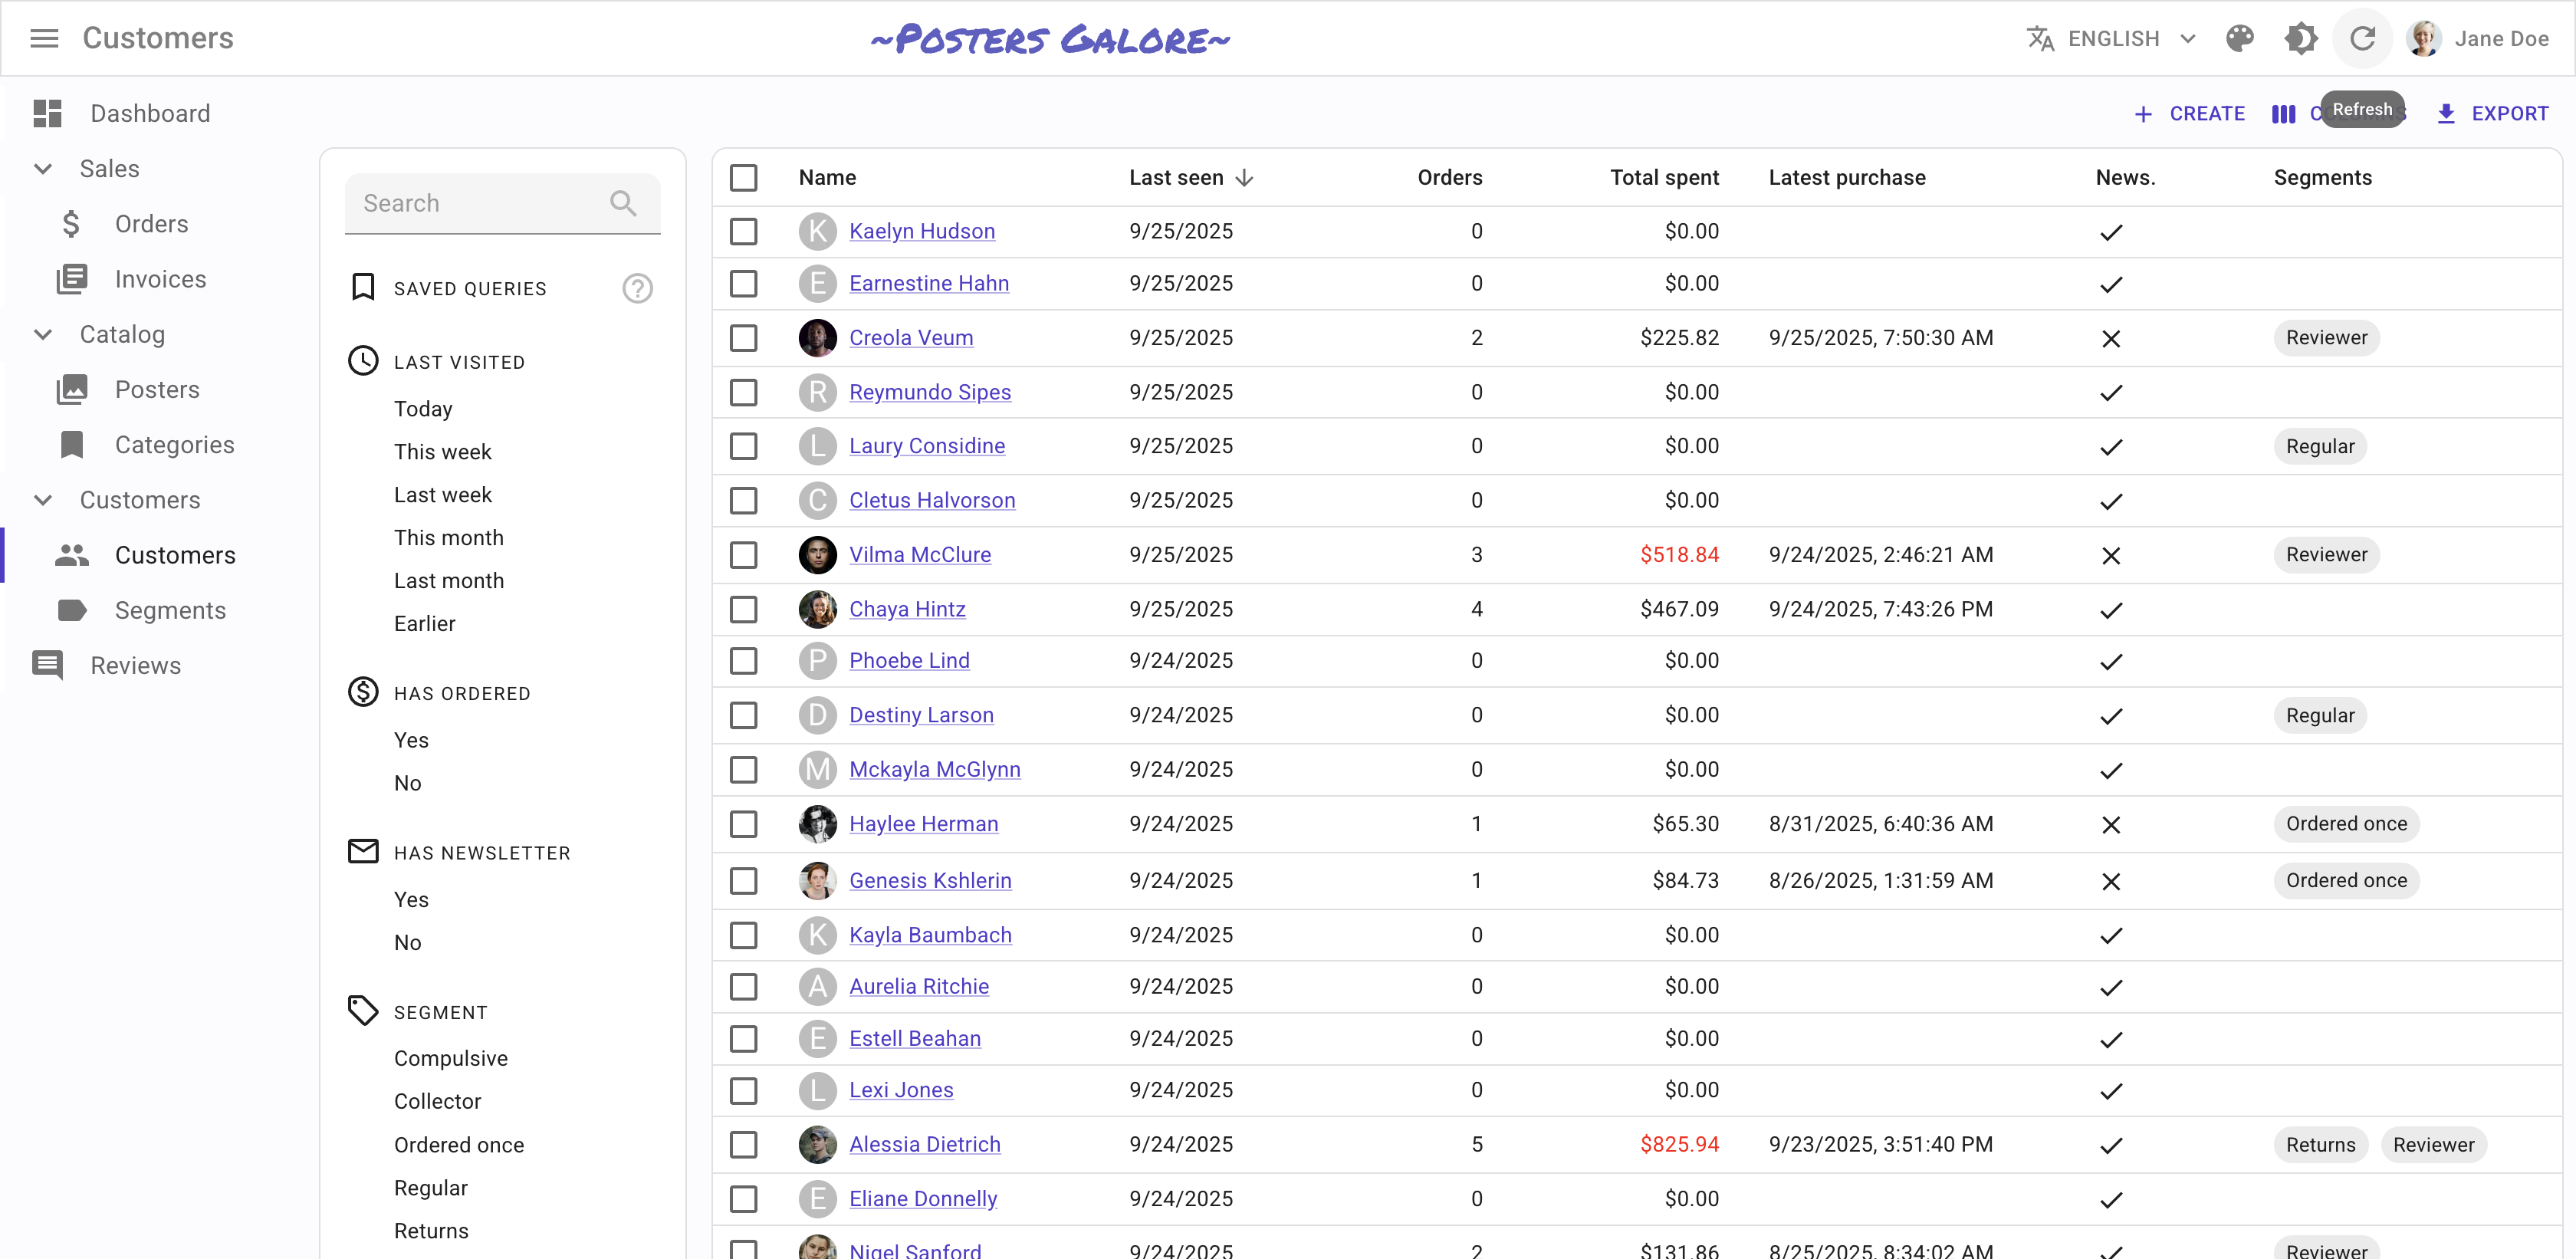 Customers
~Posters Galore~
ENGLISH
Jane Doe
Dashboard
Sales
Orders
Invoices
Catalog
Posters
Categories
Customers
Customers
Segments
Reviews
CREATE
Refresh
EXPORT
Search
SAVED QUERIES
LAST VISITED
Today
This week
Last week
This month
Last month
Earlier
HAS ORDERED
Yes
No
HAS NEWSLETTER
Yes
No
SEGMENT
Compulsive
Collector
Ordered once
Regular
Returns
Name Last seen Orders Total spent Latest purchase News. Segments
K Kaelyn Hudson 9/25/2025 0 $0.00
E Earnestine Hahn 9/25/2025 0 $0.00
Creola Veum 9/25/2025 2 $225.82 9/25/2025, 7:50:30 AM Reviewer
R Reymundo Sipes 9/25/2025 0 $0.00
L Laury Considine 9/25/2025 0 $0.00 Regular
C Cletus Halvorson 9/25/2025 0 $0.00
Vilma McClure 9/25/2025 3 $518.84 9/24/2025, 2:46:21 AM Reviewer
Chaya Hintz 9/25/2025 4 $467.09 9/24/2025, 7:43:26 PM
P Phoebe Lind 9/24/2025 0 $0.00
D Destiny Larson 9/24/2025 0 $0.00 Regular
M Mckayla McGlynn 9/24/2025 0 $0.00
Haylee Herman 9/24/2025 1 $65.30 8/31/2025, 6:40:36 AM Ordered once
Genesis Kshlerin 9/24/2025 1 $84.73 8/26/2025, 1:31:59 AM Ordered once
K Kayla Baumbach 9/24/2025 0 $0.00
A Aurelia Ritchie 9/24/2025 0 $0.00
E Estell Beahan 9/24/2025 0 $0.00
L Lexi Jones 9/24/2025 0 $0.00
Alessia Dietrich 9/24/2025 5 $825.94 9/23/2025, 3:51:40 PM Returns Reviewer
E Eliane Donnelly 9/24/2025 0 $0.00
Nigel Sanford 9/24/2025 2 $131.86 8/25/2025, 8:34:02 AM Reviewer